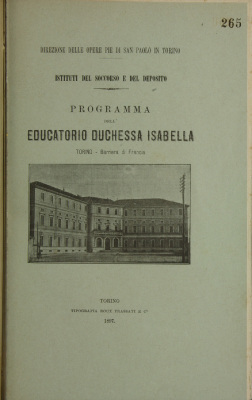 265
DIREZIONE DELLE OPERE PIE DI SAN PAOLO IN TORINO
ISTITUTI DEL SOCCORSO E DEL DEPOSITO
PROGRAMMA
DELL'
EDUCATORIO DUCHESSA ISABELLA
TORINO - Barriera di Francia
TORINO
TIPOGRAFIA